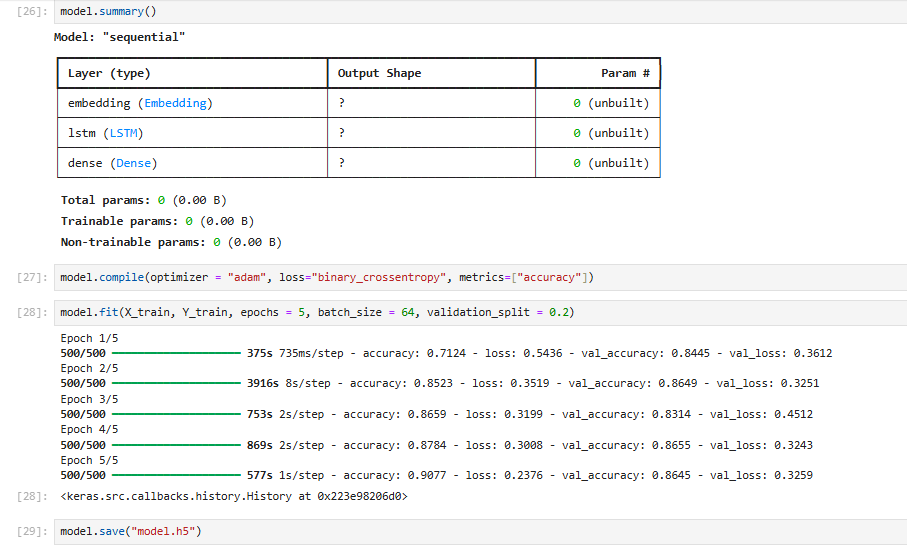 [26]: model.summary()
Model: "sequential"
Layer (type) Output Shape Param #
embedding (Embedding) ? 0 (unbuilt)
lstm (LSTM) ? 0 (unbuilt)
dense (Dense) ? 0 (unbuilt)
Total params: 0 (0.00 B)
Trainable params: 0 (0.00 B)
Non-trainable params: 0 (0.00 B)
[27]: model.compile(optimizer = "adam", loss="binary_crossentropy", metrics=["accuracy"])
[28]: model.fit(X_train, Y_train, epochs = 5, batch_size = 64, validation_split = 0.2)
Epoch 1/5
500/500 375s 735ms/step - accuracy: 0.7124 - loss: 0.5436 - val_accuracy: 0.8445 - val_loss: 0.3612
Epoch 2/5
500/500 3916s 8s/step - accuracy: 0.8523 - loss: 0.3519 - val_accuracy: 0.8649 - val_loss: 0.3251
Epoch 3/5
500/500 753s 2s/step - accuracy: 0.8659 - loss: 0.3199 - val_accuracy: 0.8314 - val_loss: 0.4512
Epoch 4/5
500/500 869s 2s/step - accuracy: 0.8784 - loss: 0.3008 - val_accuracy: 0.8655 - val_loss: 0.3243
Epoch 5/5
500/500 577s 1s/step - accuracy: 0.9077 - loss: 0.2376 - val_accuracy: 0.8645 - val_loss: 0.3259
[28]: <keras.src.callbacks.history.History at 0x223e98206d0>
[29]: model.save("model.h5")